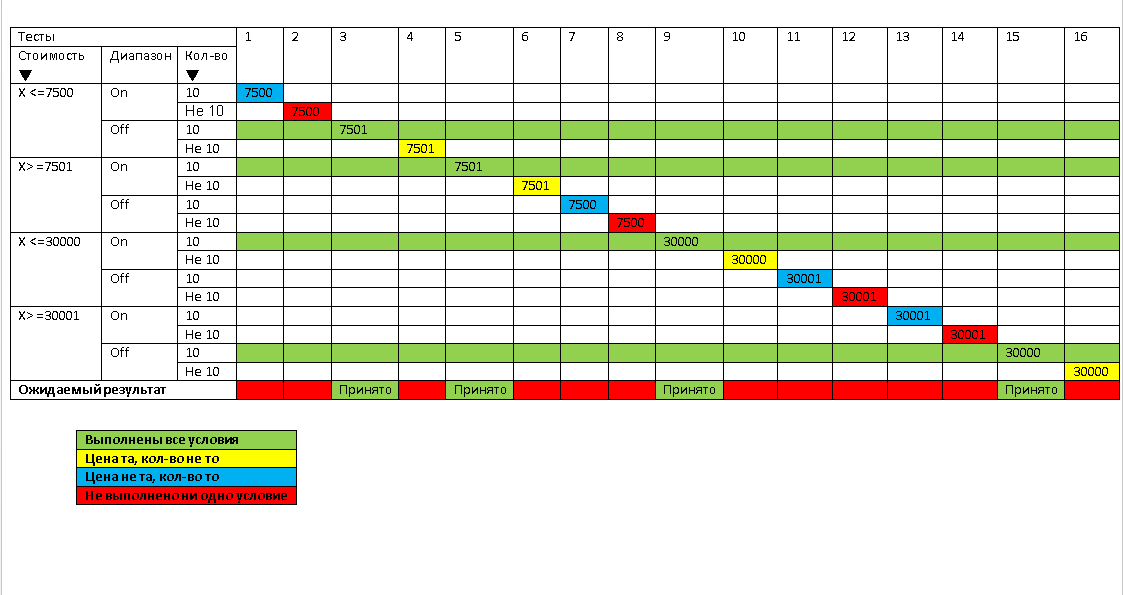 Тесты 1 2 3 4 5 6 7 8 9 10 11 12 13 14 15 16
Стоимость Диапазон Кол-во
X <=7500 On 10 7500
Не 10 7500
Off 10 7501
Не 10 7501
X> =7501 On 10 7501
Не 10 7501
Off 10 7500
Не 10 7500
X <=30000 On 10 30000
Не 10 30000
Off 10 30001
Не 10 30001
X> =30001 On 10 30001
Не 10 30001
Off 10 30000
Не 10 30000
Ожидаемый результат Принято Принято Принято Принято
Выполнены все условия
Цена та, кол-во не то
Цена не та, кол-во то
Не выполнено ни одно условие